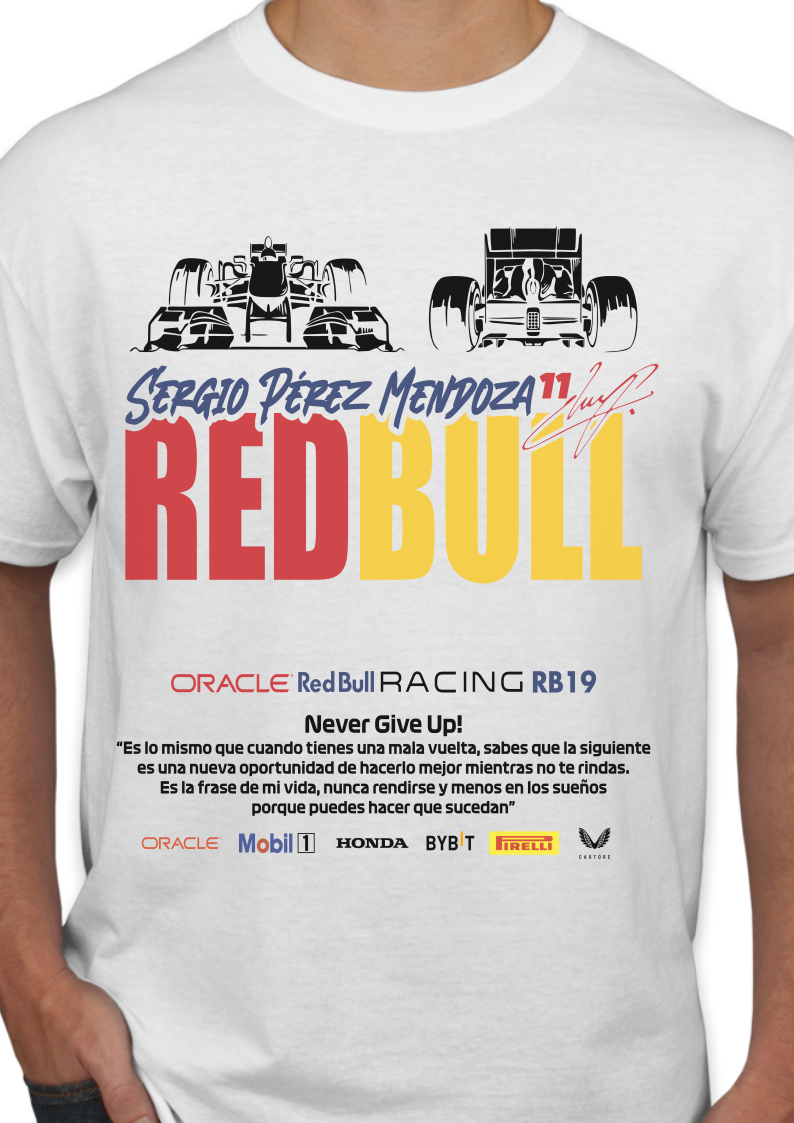 SERGIO PÉREZ MENDOZA 11
REDBULL
ORACLE Red Bull RACING RB19
Never Give Up!
“Es lo mismo que cuando tienes una mala vuelta, sabes que la siguiente
es una nueva oportunidad de hacerlo mejor mientras no te rindas.
Es la frase de mi vida, nunca rendirse y menos en los sueños
porque puedes hacer que sucedan”
ORACLE Mobil 1 HONDA BYBIT PIRELLI CASTORE